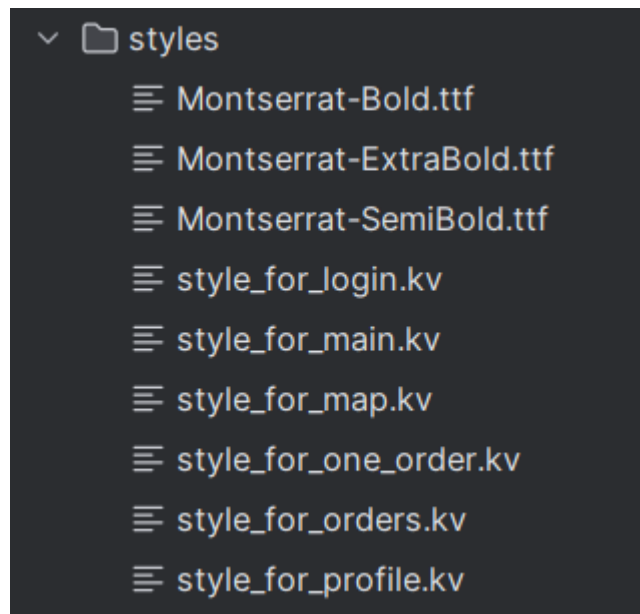 styles
Montserrat-Bold.ttf
Montserrat-ExtraBold.ttf
Montserrat-SemiBold.ttf
style_for_login.kv
style_for_main.kv
style_for_map.kv
style_for_one_order.kv
style_for_orders.kv
style_for_profile.kv